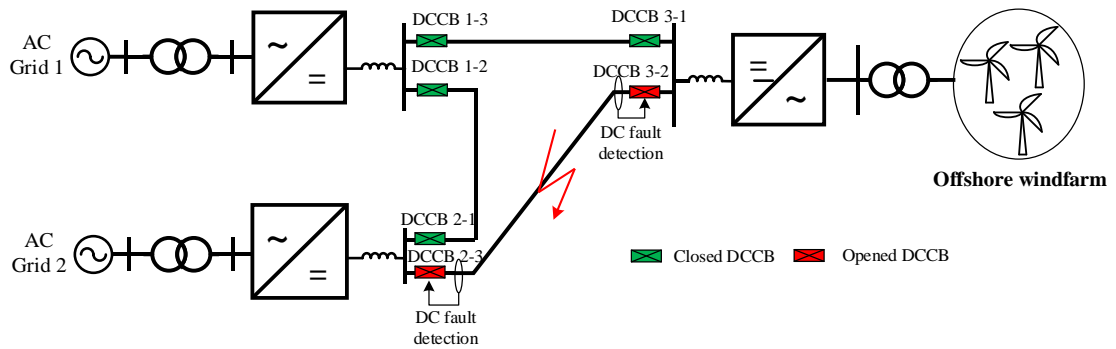 DCCB 1-3
DCCB 3-1
AC
Grid 1
~
=
DCCB 1-2
DCCB 3-2
=
~
DC fault
detection
Offshore windfarm
AC
Grid 2
~
=
DCCB 2-1
DCCB 2-3
Closed DCCB
Opened DCCB
DC fault
detection